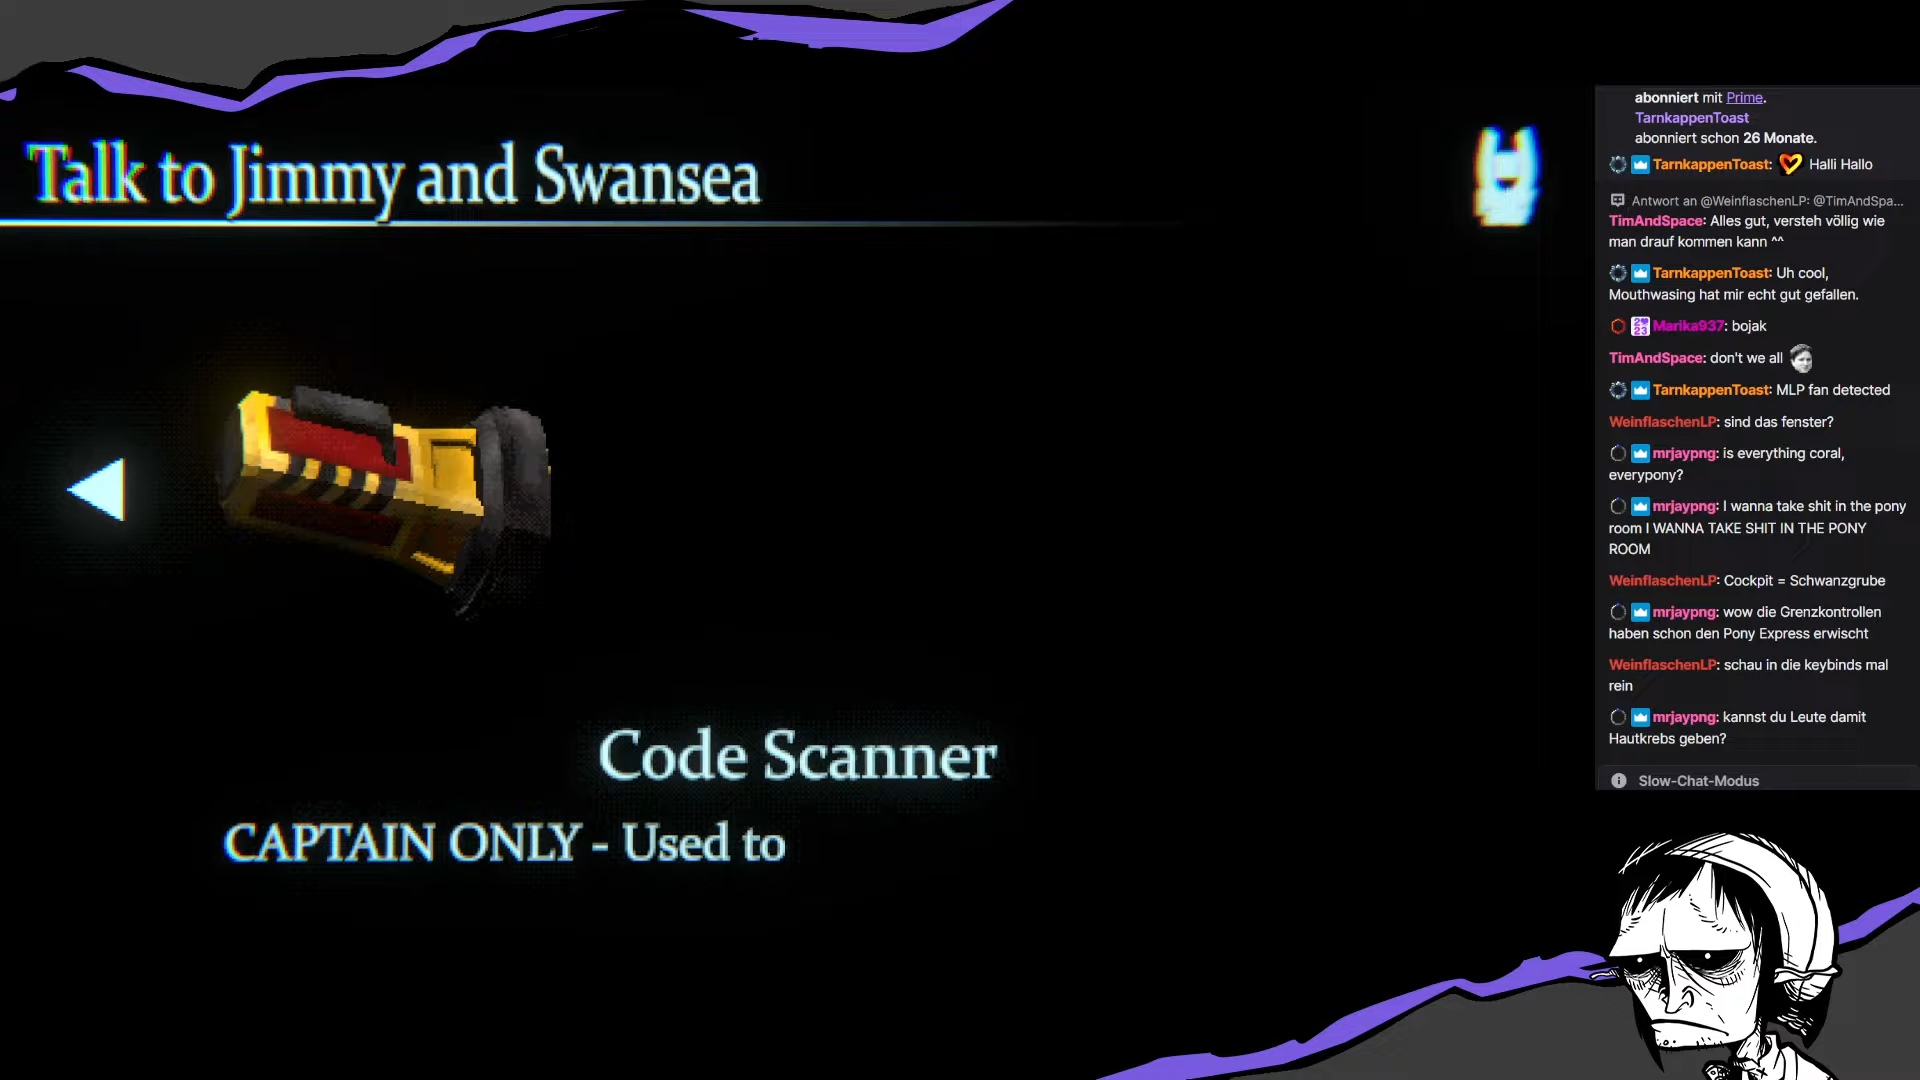 Talk to Jimmy and Swansea
Code Scanner
CAPTAIN ONLY - Used to
abonniert mit Prime.
TarnkappenToast
abonniert schon 26 Monate.
TarnkappenToast: Halli Hallo
Antwort an @WeinflaschenLP: @TimAndSpa...
TimAndSpace: Alles gut, versteh völlig wie
man drauf kommen kann ^^
TarnkappenToast: Uh cool,
Mouthwasing hat mir echt gut gefallen.
2 23 Marika937: bojak
TimAndSpace: don't we all
TarnkappenToast: MLP fan detected
WeinflaschenLP: sind das fenster?
mrjaypng: is everything coral,
everypony?
mrjaypng: I wanna take shit in the pony
room I WANNA TAKE SHIT IN THE PONY
ROOM
WeinflaschenLP: Cockpit = Schwanzgrube
mrjaypng: wow die Grenzkontrollen
haben schon den Pony Express erwischt
WeinflaschenLP: schau in die keybinds mal
rein
mrjaypng: kannst du Leute damit
Hautkrebs geben?
Slow-Chat-Modus